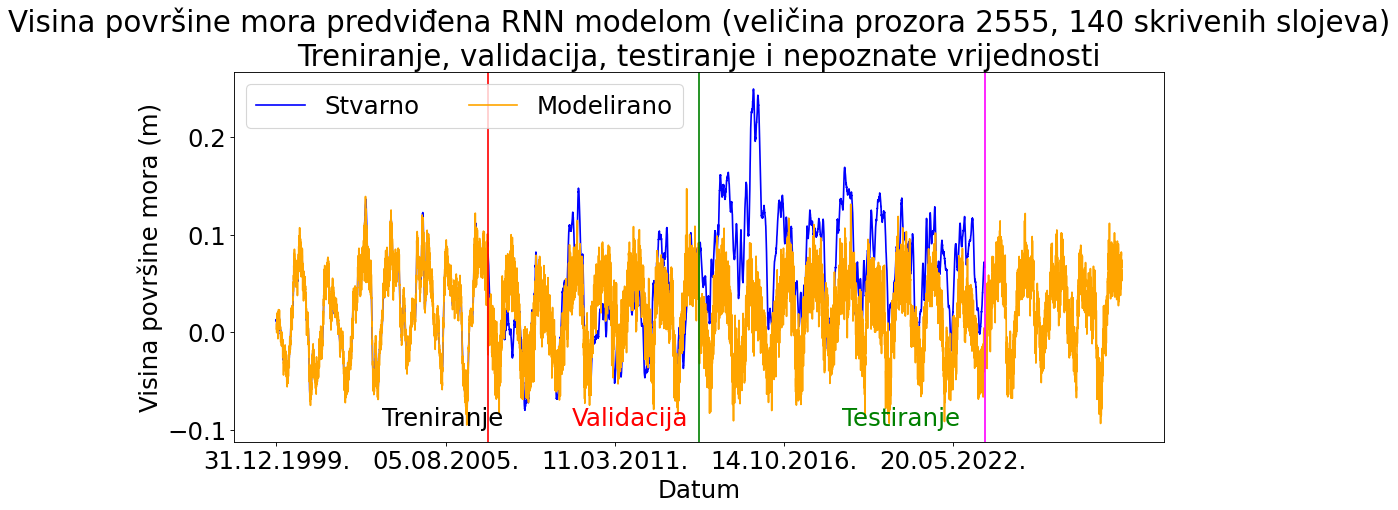 Visina površine mora predviđena RNN modelom (veličina prozora 2555, 140 skrivenih slojeva)
Treniranje, validacija, testiranje i nepoznate vrijednosti
Stvarno
Modelirano
Visina površine mora (m)
0.2
0.1
0.0
−0.1
Treniranje
Validacija
Testiranje
31.12.1999.
05.08.2005.
11.03.2011.
14.10.2016.
20.05.2022.
Datum